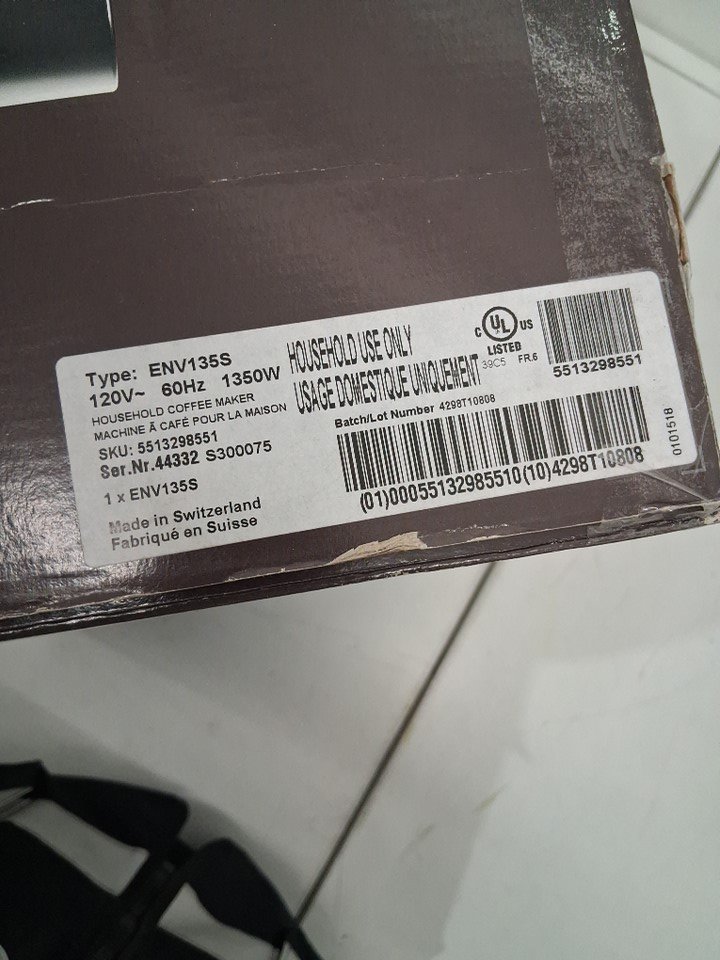 Type: ENV135S
120V~ 60Hz 1350W
HOUSEHOLD COFFEE MAKER
MACHINE Ã CAFÉ POUR LA MAISON
SKU: 5513298551
Ser.Nr.44332 S300075
1 x ENV135S
Made in Switzerland
Fabriqué en Suisse
HOUSEHOLD USE ONLY
USAGE DOMESTIQUE UNIQUEMENT
C UL US
LISTED
39C5 FR.6
5513298551
Batch/Lot Number 4298T10808
(01)00055132985510(10)4298T10808
0101518